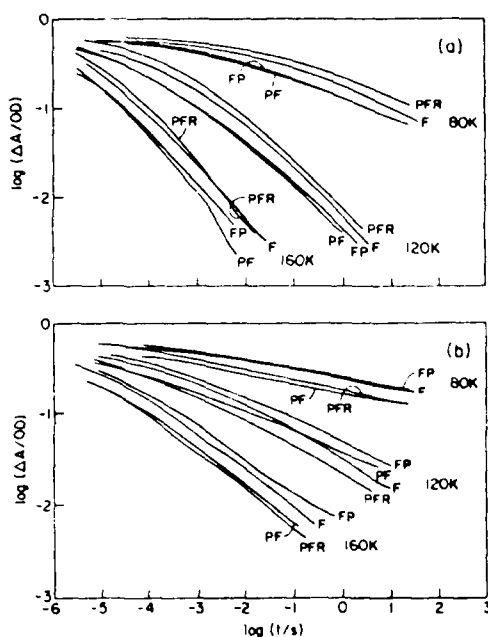 (a)
0
-1
-2
-3
log (ΔA/OD)
FP
PF
PFR
F
80K
PFR
PFR
FP
F
PF
160K
PF
FP
F
PFR
120K
(b)
0
-1
-2
-3
log (ΔA/OD)
FP
F
80K
PF
PFR
FP
PF
F
PFR
120K
FP
F
PF
PFR
160K
-6 -5 -4 -3 -2 -1 0 1 2 3
log (t/s)